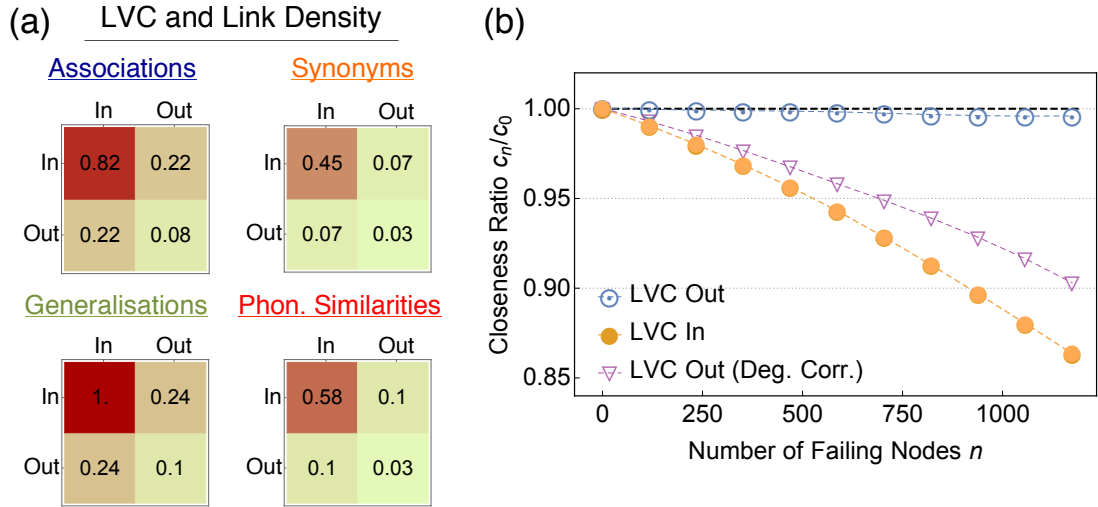 (a) LVC and Link Density
Associations
In Out
In 0.82 0.22
Out 0.22 0.08
Synonyms
In Out
In 0.45 0.07
Out 0.07 0.03
Generalisations
In Out
In 1. 0.24
Out 0.24 0.1
Phon. Similarities
In Out
In 0.58 0.1
Out 0.1 0.03
(b)
Closeness Ratio cₙ/c₀
1.00
0.95
0.90
0.85
LVC Out
LVC In
LVC Out (Deg. Corr.)
0 250 500 750 1000
Number of Failing Nodes n